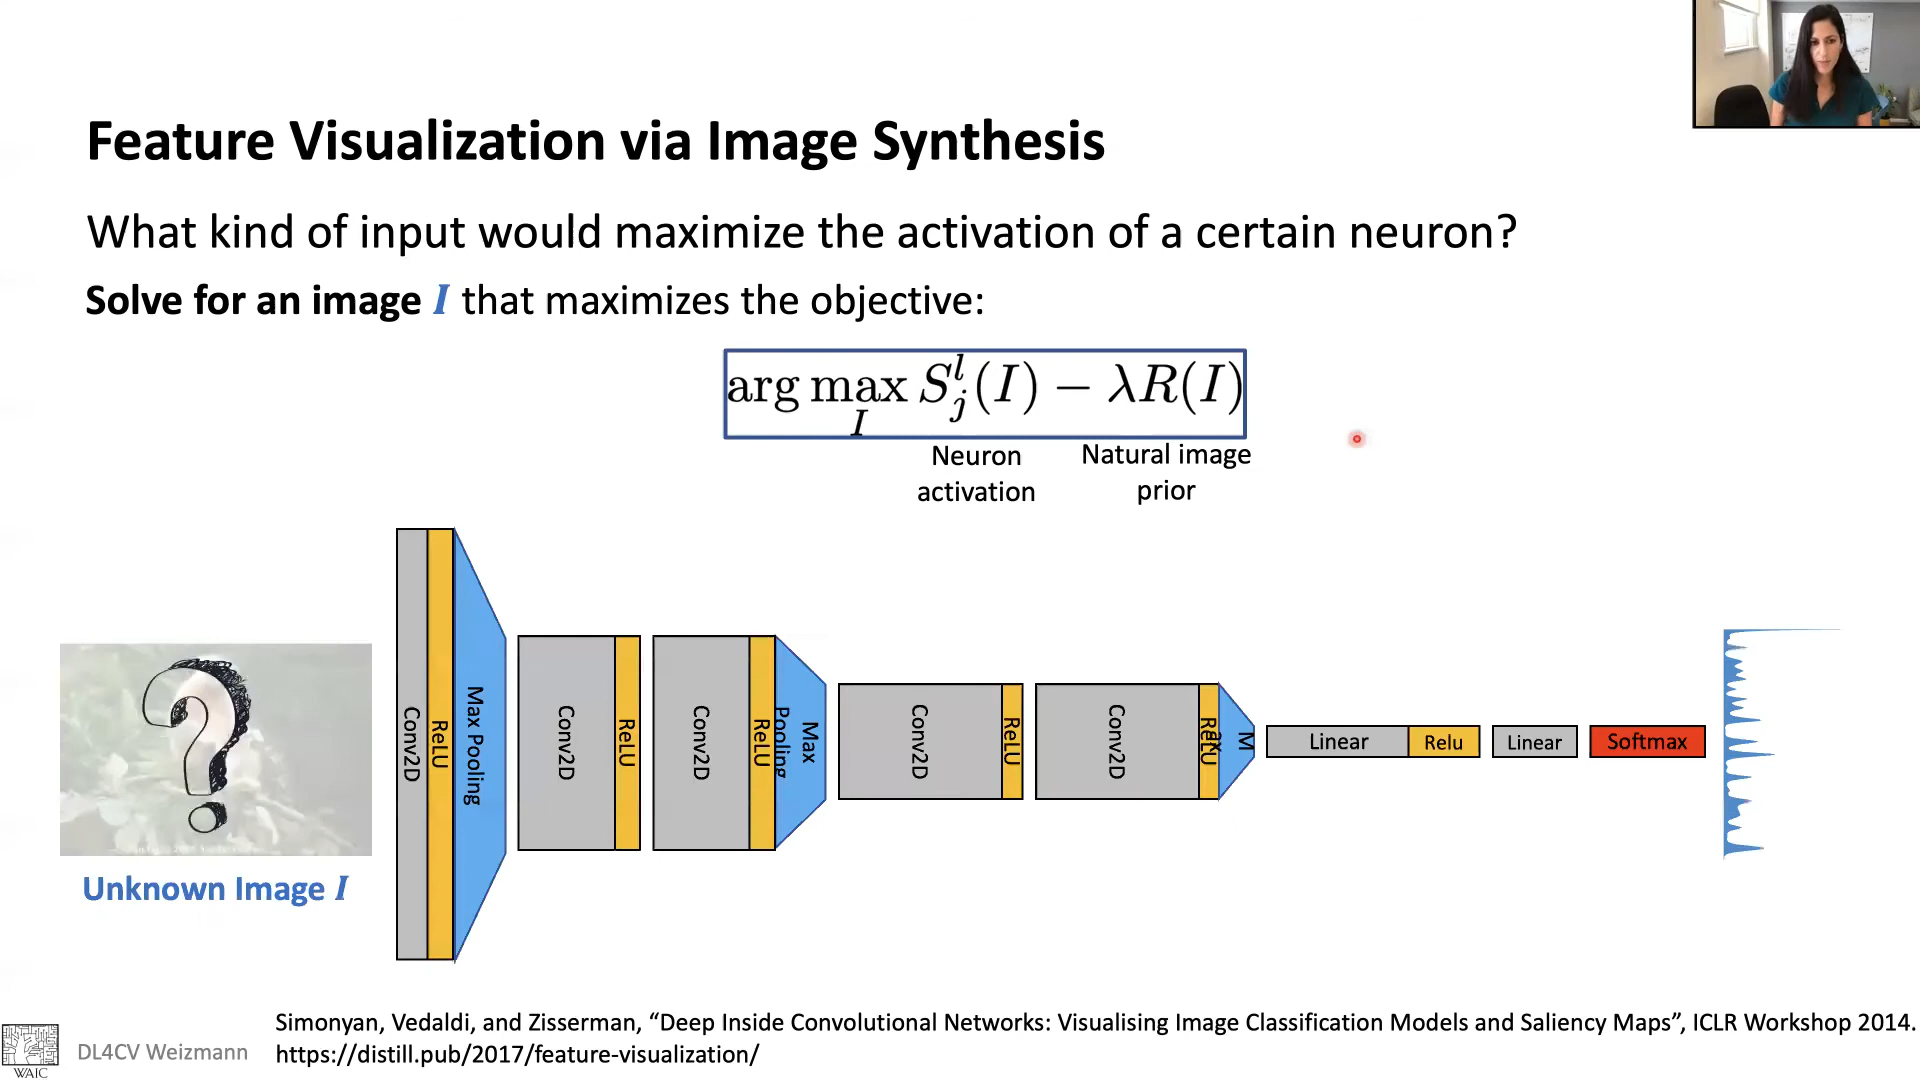 Feature Visualization via Image Synthesis
What kind of input would maximize the activation of a certain neuron?
Solve for an image I that maximizes the objective:
arg max_I S_j^l(I) − λR(I)
Neuron activation
Natural image prior
Conv2D
ReLU
Max Pooling
Conv2D
ReLU
Conv2D
ReLU
Max Pooling
Conv2D
ReLU
Conv2D
ReLU
Max
Linear
Relu
Linear
Softmax
Unknown Image I
Simonyan, Vedaldi, and Zisserman, “Deep Inside Convolutional Networks: Visualising Image Classification Models and Saliency Maps”, ICLR Workshop 2014.
https://distill.pub/2017/feature-visualization/
DL4CV Weizmann
WAIC